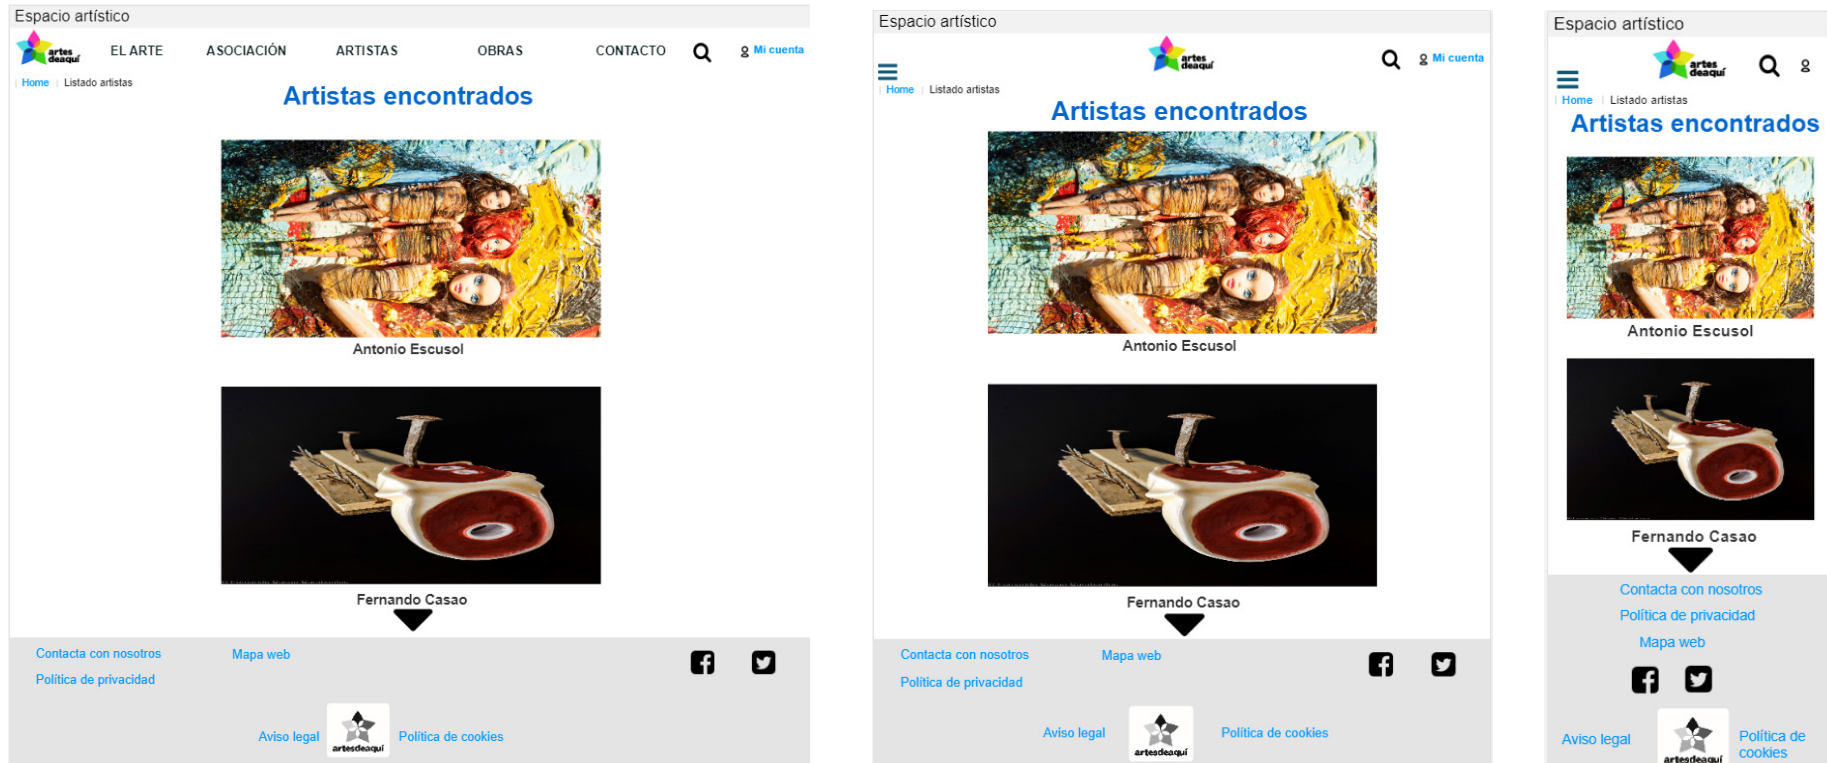 Espacio artístico
artes deaquí
EL ARTE
ASOCIACIÓN
ARTISTAS
OBRAS
CONTACTO
Mi cuenta
Home
Listado artistas
Artistas encontrados
Antonio Escusol
Fernando Casao
Contacta con nosotros
Mapa web
Política de privacidad
Aviso legal
artesdeaquí
Política de cookies
Espacio artístico
artes deaquí
Mi cuenta
Home
Listado artistas
Artistas encontrados
Antonio Escusol
Fernando Casao
Contacta con nosotros
Mapa web
Política de privacidad
Aviso legal
artesdeaquí
Política de cookies
Espacio artístico
artes deaquí
Home
Listado artistas
Artistas encontrados
Antonio Escusol
Fernando Casao
Contacta con nosotros
Política de privacidad
Mapa web
Aviso legal
artesdeaquí
Política de
cookies